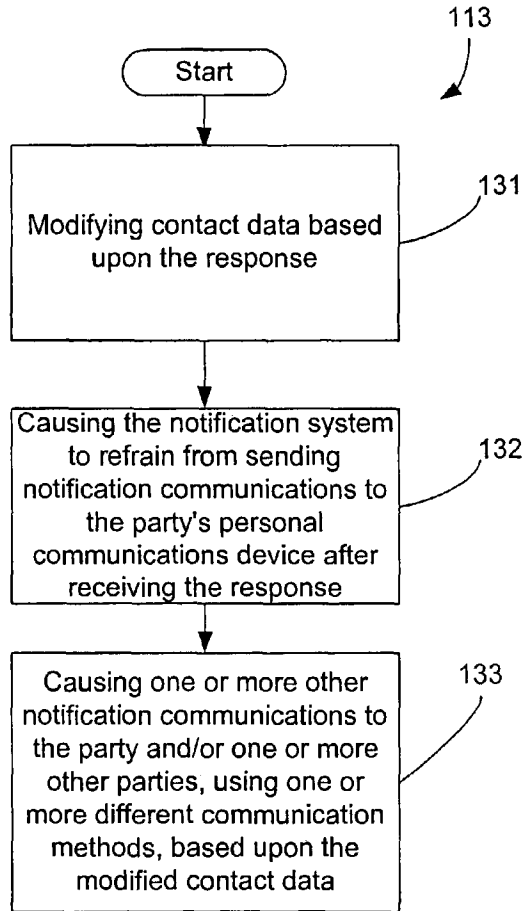 113
Start
131
Modifying contact data based
upon the response
132
Causing the notification system
to refrain from sending
notification communications to
the party's personal
communications device after
receiving the response
133
Causing one or more other
notification communications to
the party and/or one or more
other parties, using one or
more different communication
methods, based upon the
modified contact data